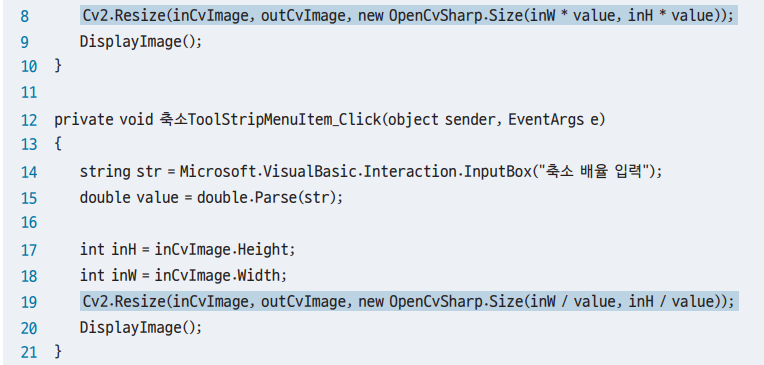 8 Cv2.Resize(inCvImage, outCvImage, new OpenCvSharp.Size(inW * value, inH * value));
9 DisplayImage();
10 }
11
12 private void 축소ToolStripMenuItem_Click(object sender, EventArgs e)
13 {
14 string str = Microsoft.VisualBasic.Interaction.InputBox("축소 배율 입력");
15 double value = double.Parse(str);
16
17 int inH = inCvImage.Height;
18 int inW = inCvImage.Width;
19 Cv2.Resize(inCvImage, outCvImage, new OpenCvSharp.Size(inW / value, inH / value));
20 DisplayImage();
21 }